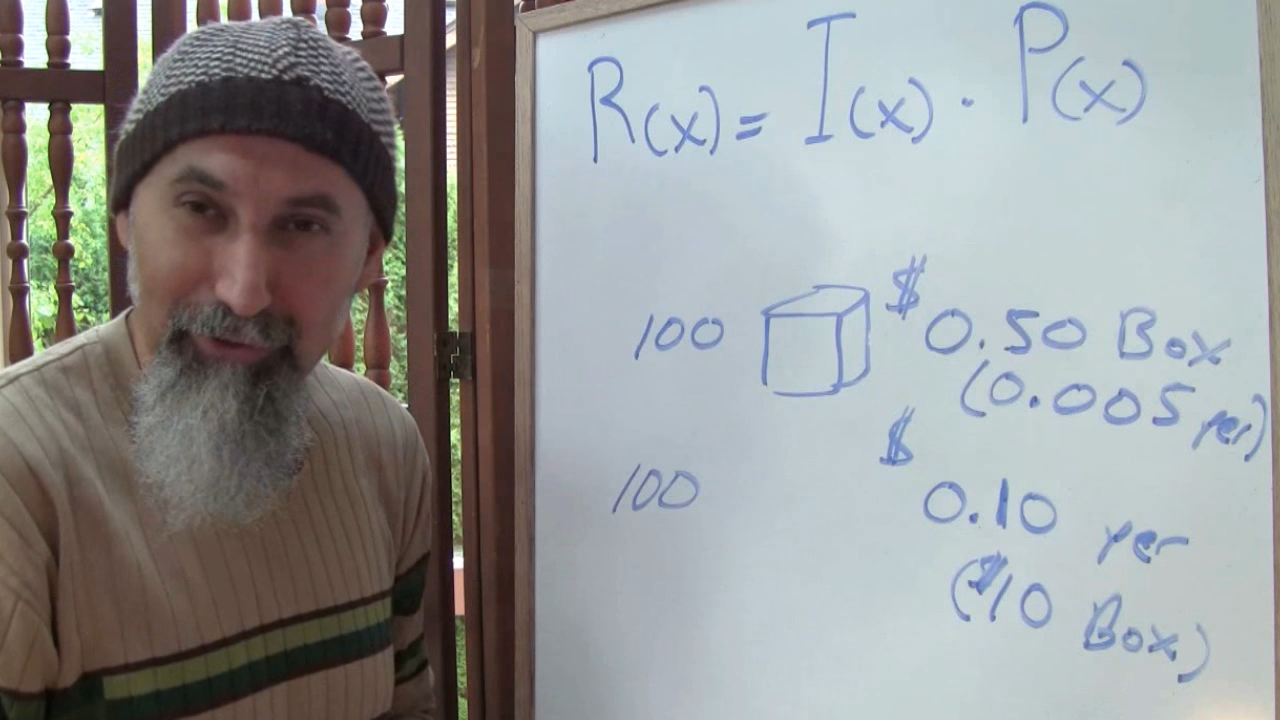 R(x) = I(x) · P(x)
100 $ 0.50 Box
(0.005 per)
100 $ 0.10 per
($10 Box)